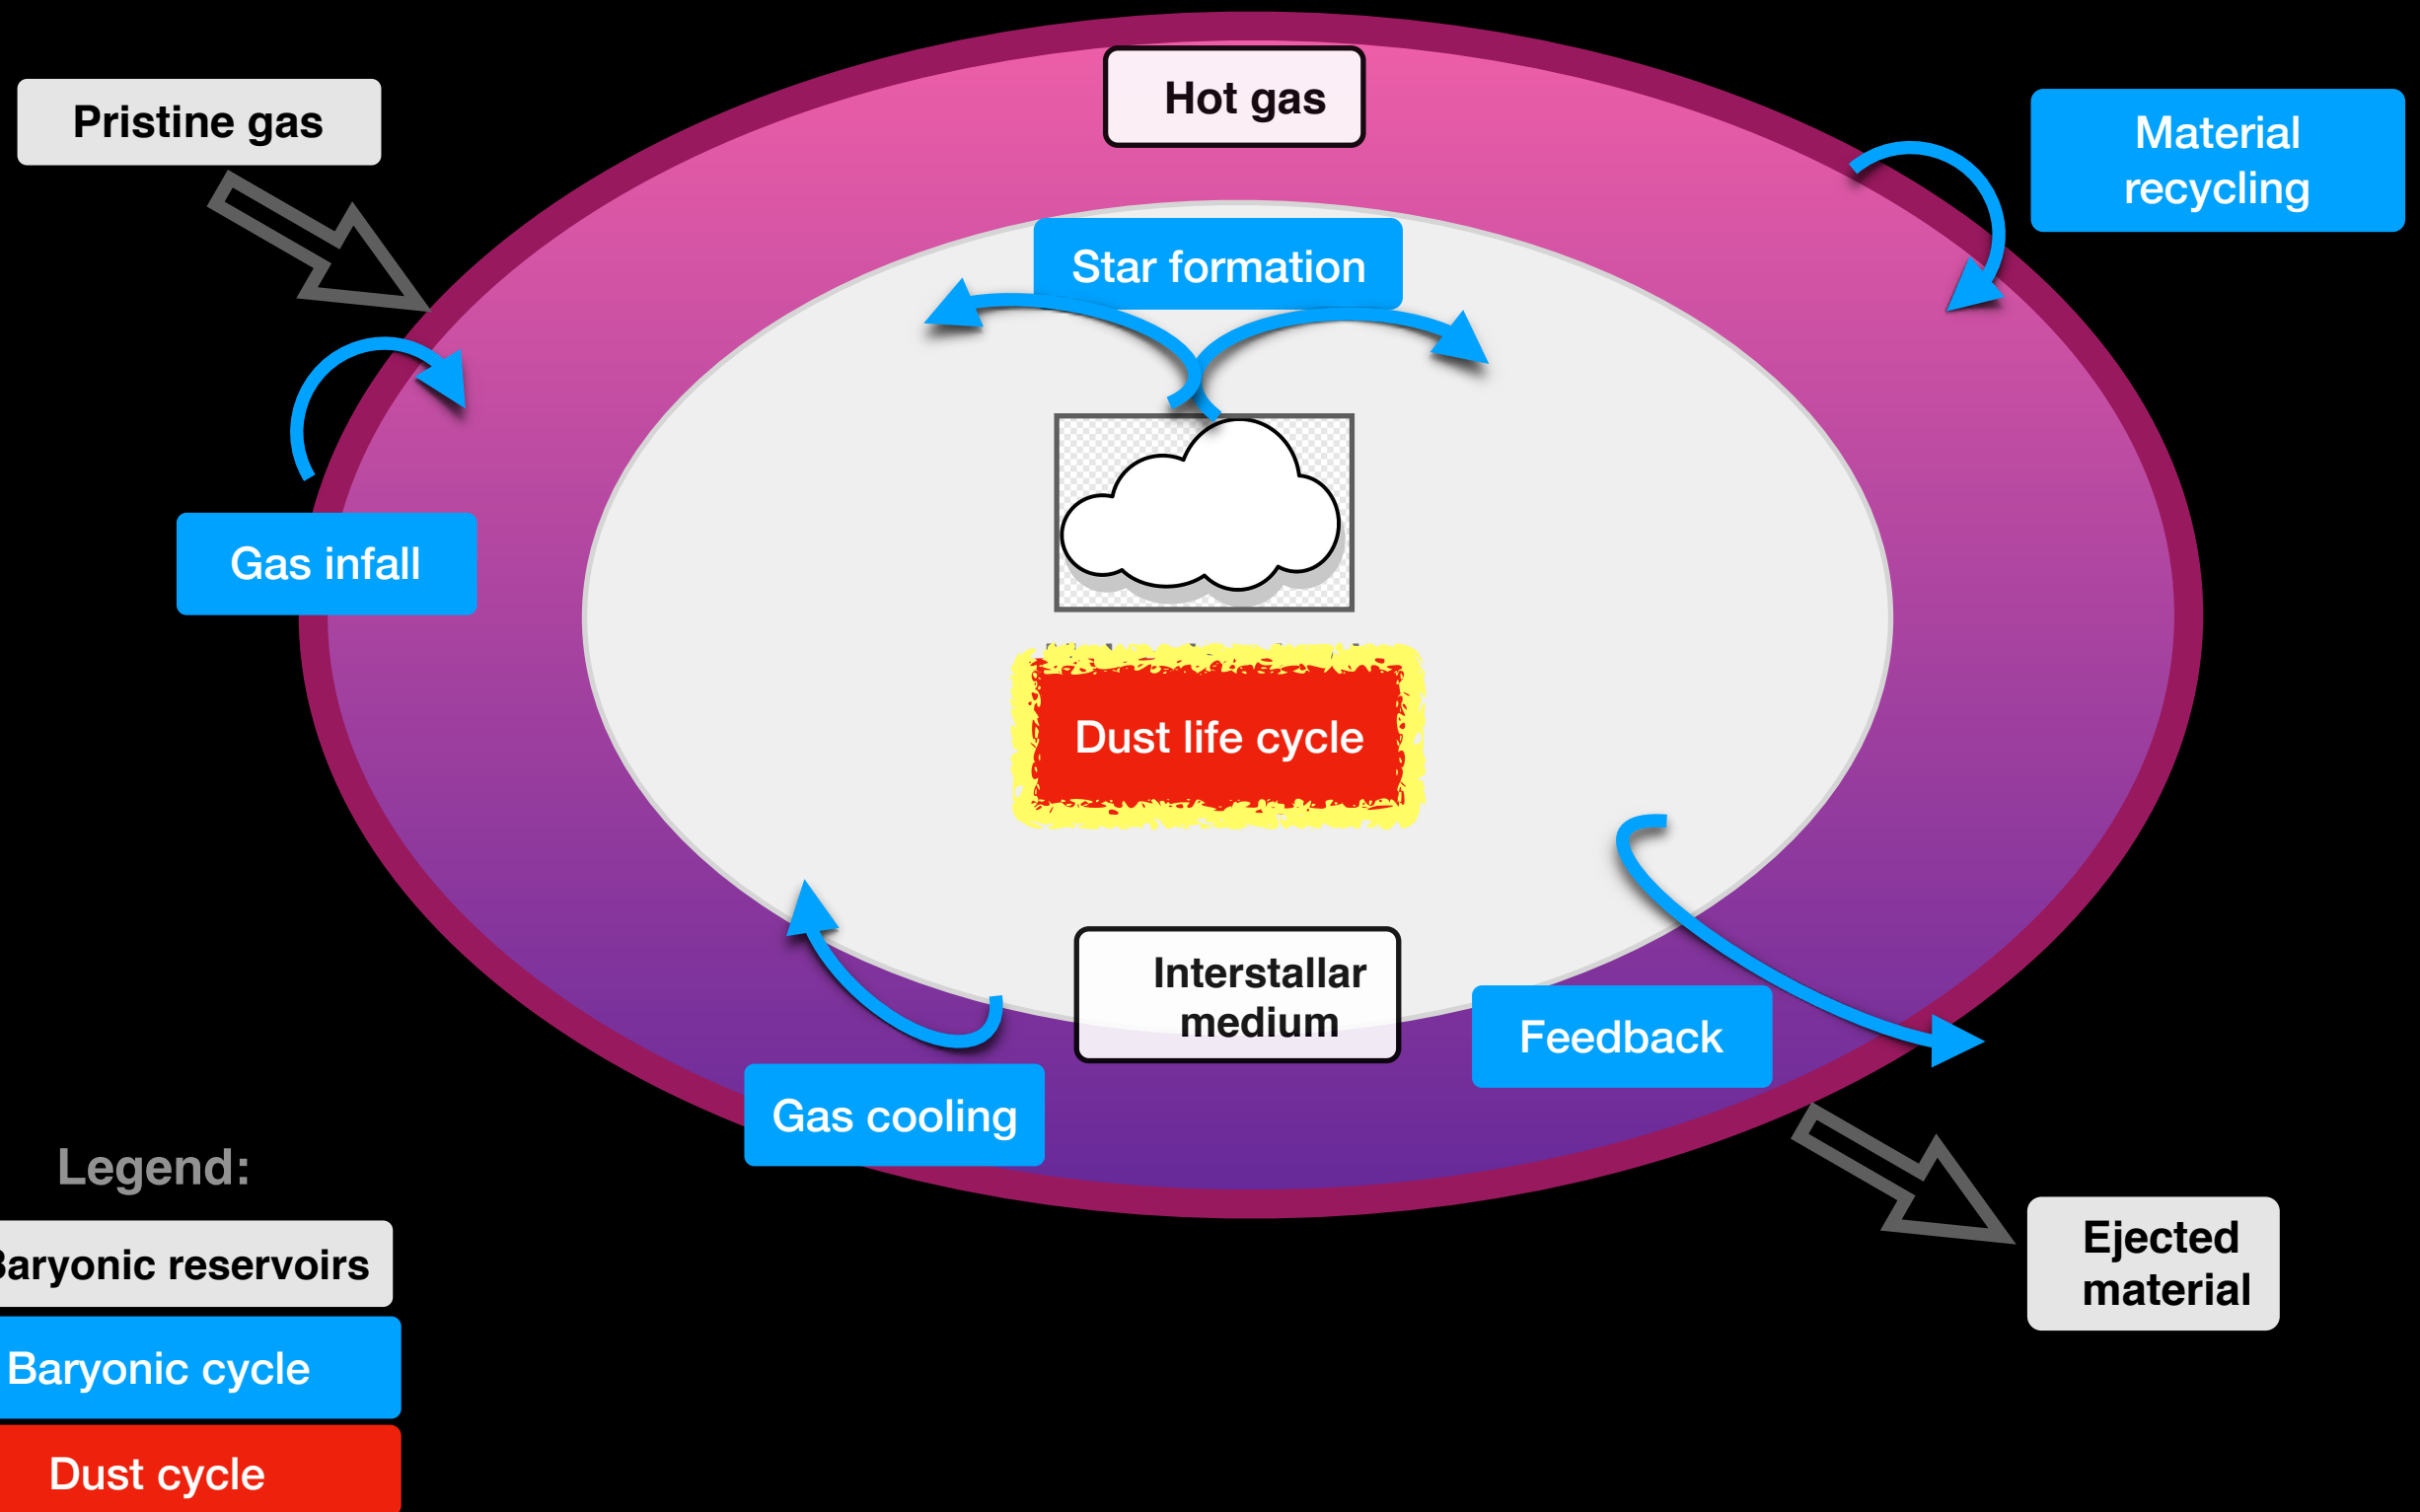 Hot gas
Pristine gas
Material
recycling
Star formation
Gas infall
Dust life cycle
Interstallar
medium
Feedback
Gas cooling
Legend:
Ejected
material
Baryonic reservoirs
Baryonic cycle
Dust cycle